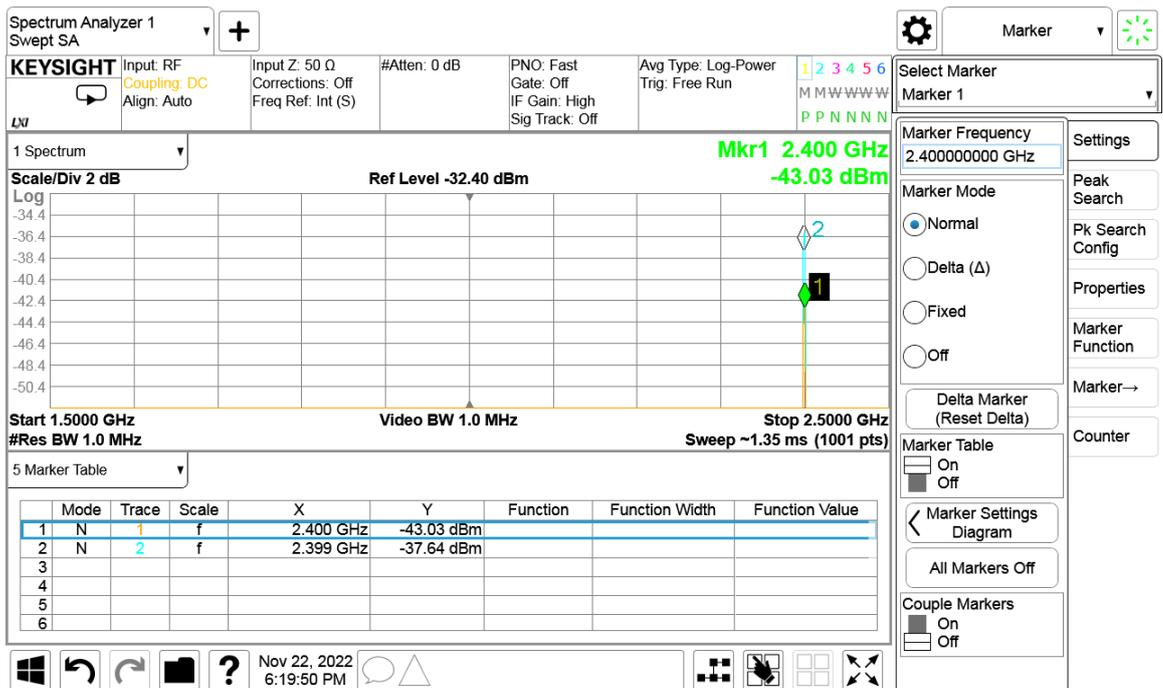 Spectrum Analyzer 1
Swept SA
Marker
KEYSIGHT
LXI
Input: RF
Coupling: DC
Align: Auto
Input Z: 50 Ω
Corrections: Off
Freq Ref: Int (S)
#Atten: 0 dB
PNO: Fast
Gate: Off
IF Gain: High
Sig Track: Off
Avg Type: Log-Power
Trig: Free Run
1 2 3 4 5 6
M M W W W W
P P N N N N
Select Marker
Marker 1
1 Spectrum
Mkr1 2.400 GHz
-43.03 dBm
Scale/Div 2 dB
Ref Level -32.40 dBm
Log
-34.4
-36.4
-38.4
-40.4
-42.4
-44.4
-46.4
-48.4
-50.4
2
1
Start 1.5000 GHz
Video BW 1.0 MHz
Stop 2.5000 GHz
#Res BW 1.0 MHz
Sweep ~1.35 ms (1001 pts)
5 Marker Table
Mode Trace Scale X Y Function Function Width Function Value
1 N 1 f 2.400 GHz -43.03 dBm
2 N 2 f 2.399 GHz -37.64 dBm
3
4
5
6
Marker Frequency
2.400000000 GHz
Marker Mode
Normal
Delta (Δ)
Fixed
Off
Delta Marker
(Reset Delta)
Marker Table
On
Off
Marker Settings
Diagram
All Markers Off
Couple Markers
On
Off
Settings
Peak
Search
Pk Search
Config
Properties
Marker
Function
Marker→
Counter
?
Nov 22, 2022
6:19:50 PM